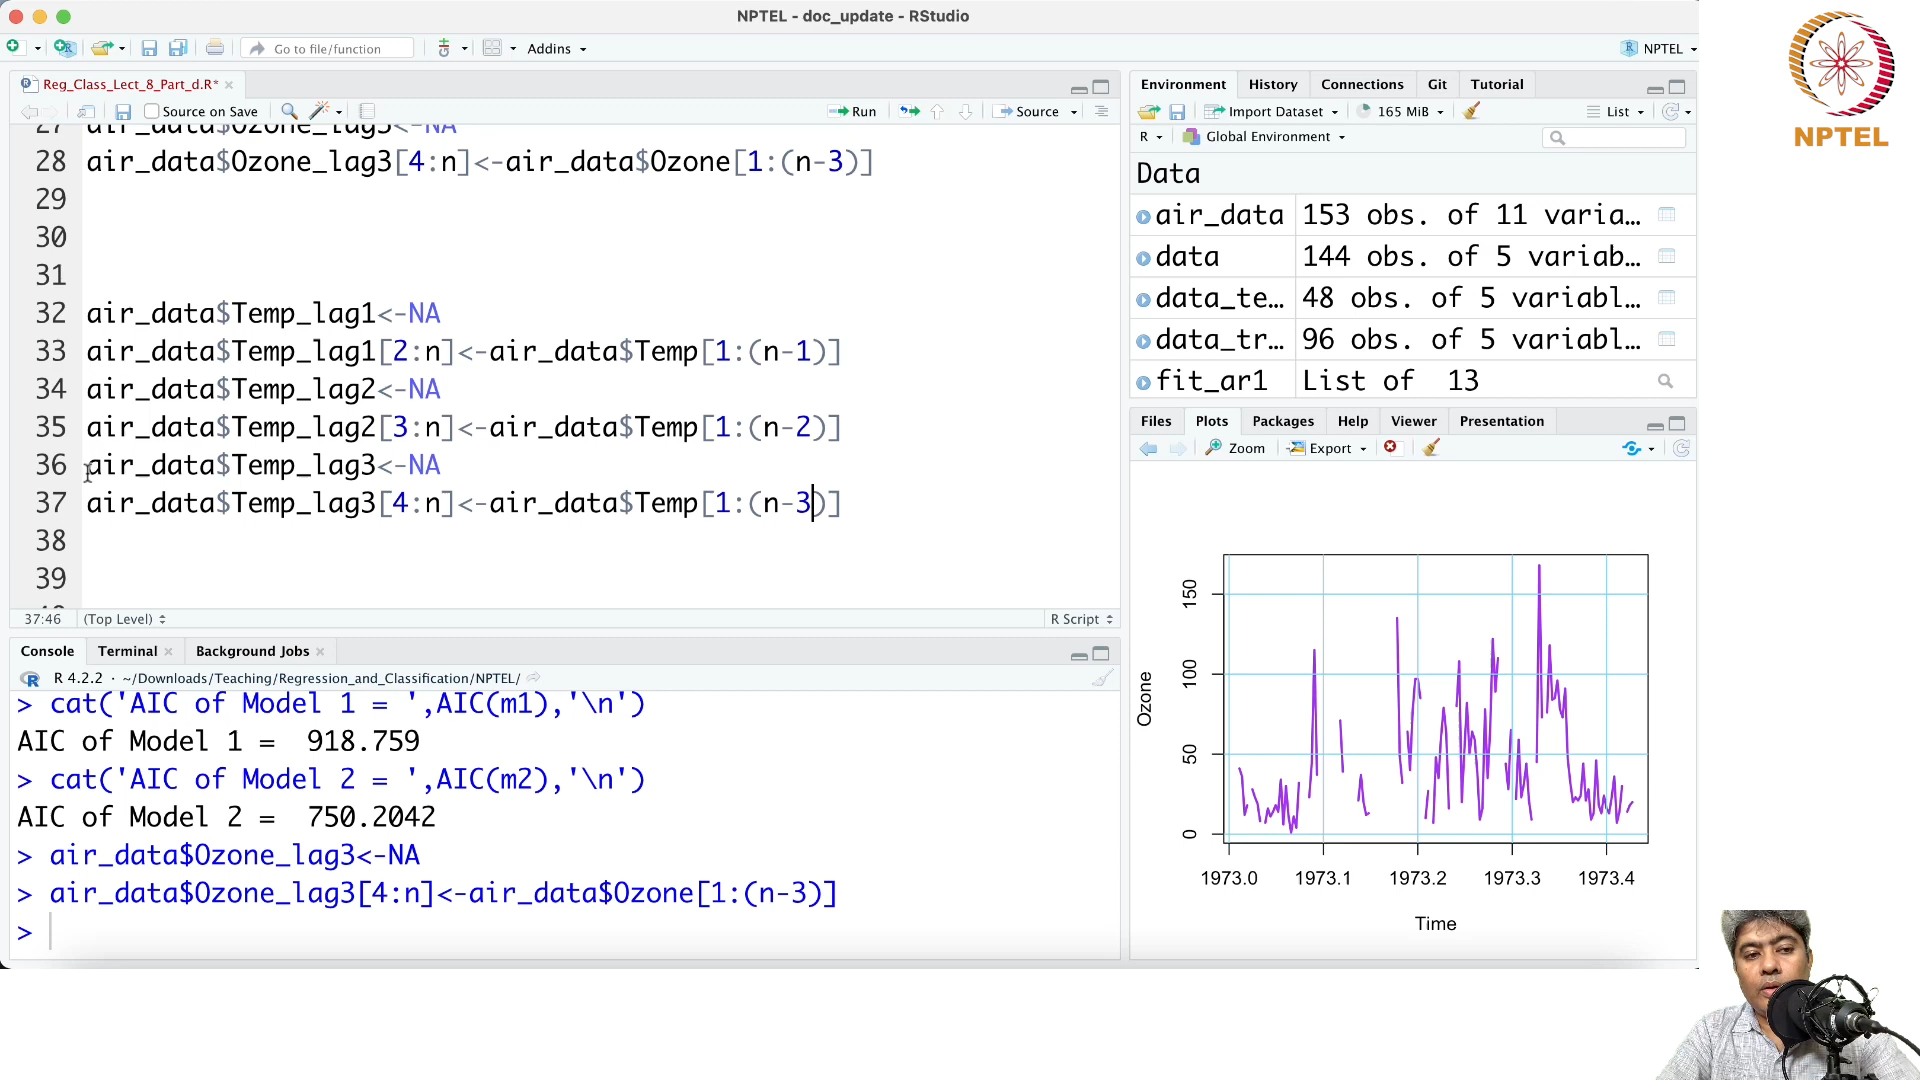 NPTEL - doc_update - RStudio
Go to file/function
Addins
NPTEL
Reg_Class_Lect_8_Part_d.R*
Source on Save
Run
Source
27 air_data$Ozone_lag3<-NA
28 air_data$Ozone_lag3[4:n]<-air_data$Ozone[1:(n-3)]
29
30
31
32 air_data$Temp_lag1<-NA
33 air_data$Temp_lag1[2:n]<-air_data$Temp[1:(n-1)]
34 air_data$Temp_lag2<-NA
35 air_data$Temp_lag2[3:n]<-air_data$Temp[1:(n-2)]
36 air_data$Temp_lag3<-NA
37 air_data$Temp_lag3[4:n]<-air_data$Temp[1:(n-3)]
38
39
37:46 (Top Level) R Script
Console Terminal Background Jobs
R 4.2.2 · ~/Downloads/Teaching/Regression_and_Classification/NPTEL/
> cat('AIC of Model 1 = ',AIC(m1),'\n')
AIC of Model 1 =  918.759
> cat('AIC of Model 2 = ',AIC(m2),'\n')
AIC of Model 2 =  750.2042
> air_data$Ozone_lag3<-NA
> air_data$Ozone_lag3[4:n]<-air_data$Ozone[1:(n-3)]
>
Environment History Connections Git Tutorial
Import Dataset 165 MiB List
R Global Environment
Data
air_data 153 obs. of 11 varia…
data 144 obs. of 5 variab…
data_te… 48 obs. of 5 variabl…
data_tr… 96 obs. of 5 variabl…
fit_ar1 List of  13
Files Plots Packages Help Viewer Presentation
Zoom Export
Ozone
150
100
50
0
1973.0 1973.1 1973.2 1973.3 1973.4
Time
NPTEL